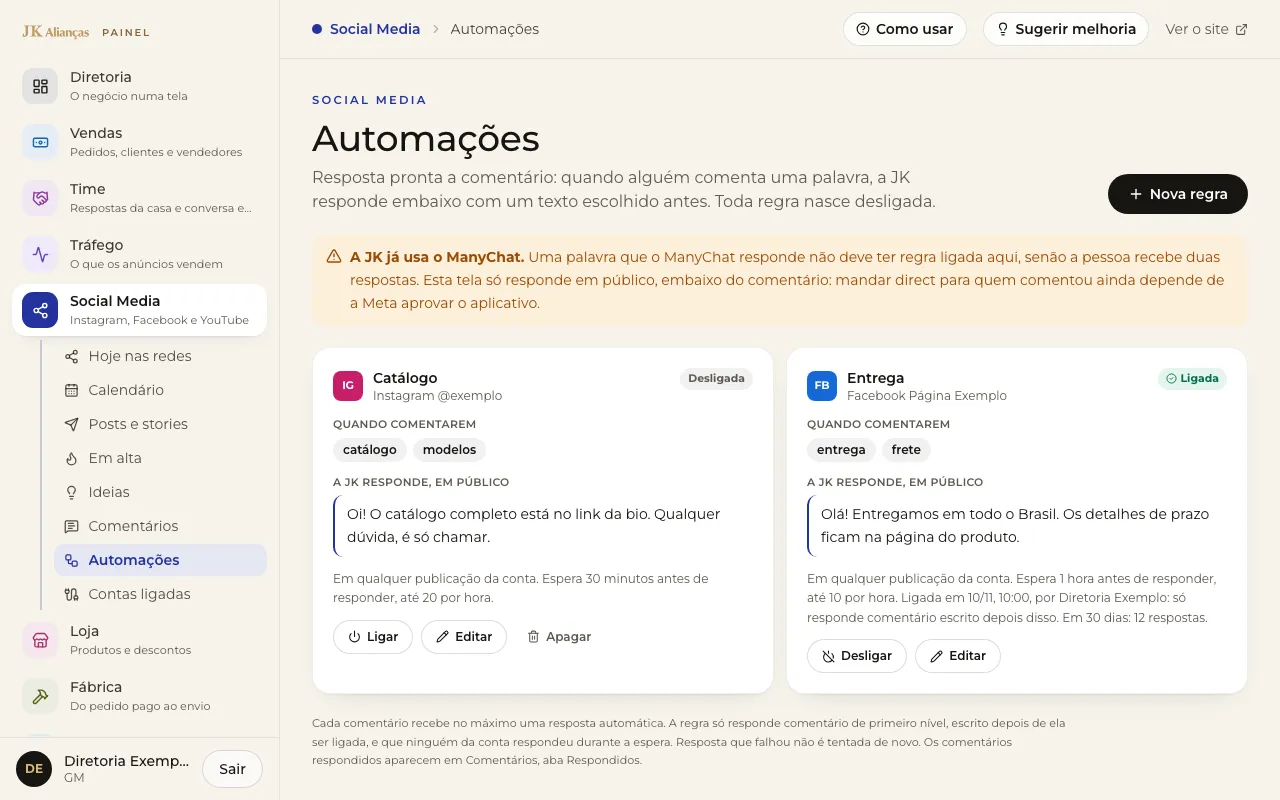 JK Alianças PAINEL
Diretoria
O negócio numa tela
Vendas
Pedidos, clientes e vendedores
Time
Respostas da casa e conversa e...
Tráfego
O que os anúncios vendem
Social Media
Instagram, Facebook e YouTube
Hoje nas redes
Calendário
Posts e stories
Em alta
Ideias
Comentários
Automações
Contas ligadas
Loja
Produtos e descontos
Fábrica
Do pedido pago ao envio
DE
Diretoria Exemp...
GM
Sair
Social Media
Automações
Como usar
Sugerir melhoria
Ver o site
SOCIAL MEDIA
Automações
Resposta pronta a comentário: quando alguém comenta uma palavra, a JK
responde embaixo com um texto escolhido antes. Toda regra nasce desligada.
Nova regra
A JK já usa o ManyChat. Uma palavra que o ManyChat responde não deve ter regra ligada aqui, senão a pessoa recebe duas
respostas. Esta tela só responde em público, embaixo do comentário: mandar direct para quem comentou ainda depende de
a Meta aprovar o aplicativo.
IG
Catálogo
Instagram @exemplo
Desligada
QUANDO COMENTAREM
catálogo
modelos
A JK RESPONDE, EM PÚBLICO
Oi! O catálogo completo está no link da bio. Qualquer
dúvida, é só chamar.
Em qualquer publicação da conta. Espera 30 minutos antes de
responder, até 20 por hora.
Ligar
Editar
Apagar
FB
Entrega
Facebook Página Exemplo
Ligada
QUANDO COMENTAREM
entrega
frete
A JK RESPONDE, EM PÚBLICO
Olá! Entregamos em todo o Brasil. Os detalhes de prazo
ficam na página do produto.
Em qualquer publicação da conta. Espera 1 hora antes de responder,
até 10 por hora. Ligada em 10/11, 10:00, por Diretoria Exemplo: só
responde comentário escrito depois disso. Em 30 dias: 12 respostas.
Desligar
Editar
Cada comentário recebe no máximo uma resposta automática. A regra só responde comentário de primeiro nível, escrito depois de ela
ser ligada, e que ninguém da conta respondeu durante a espera. Resposta que falhou não é tentada de novo. Os comentários
respondidos aparecem em Comentários, aba Respondidos.